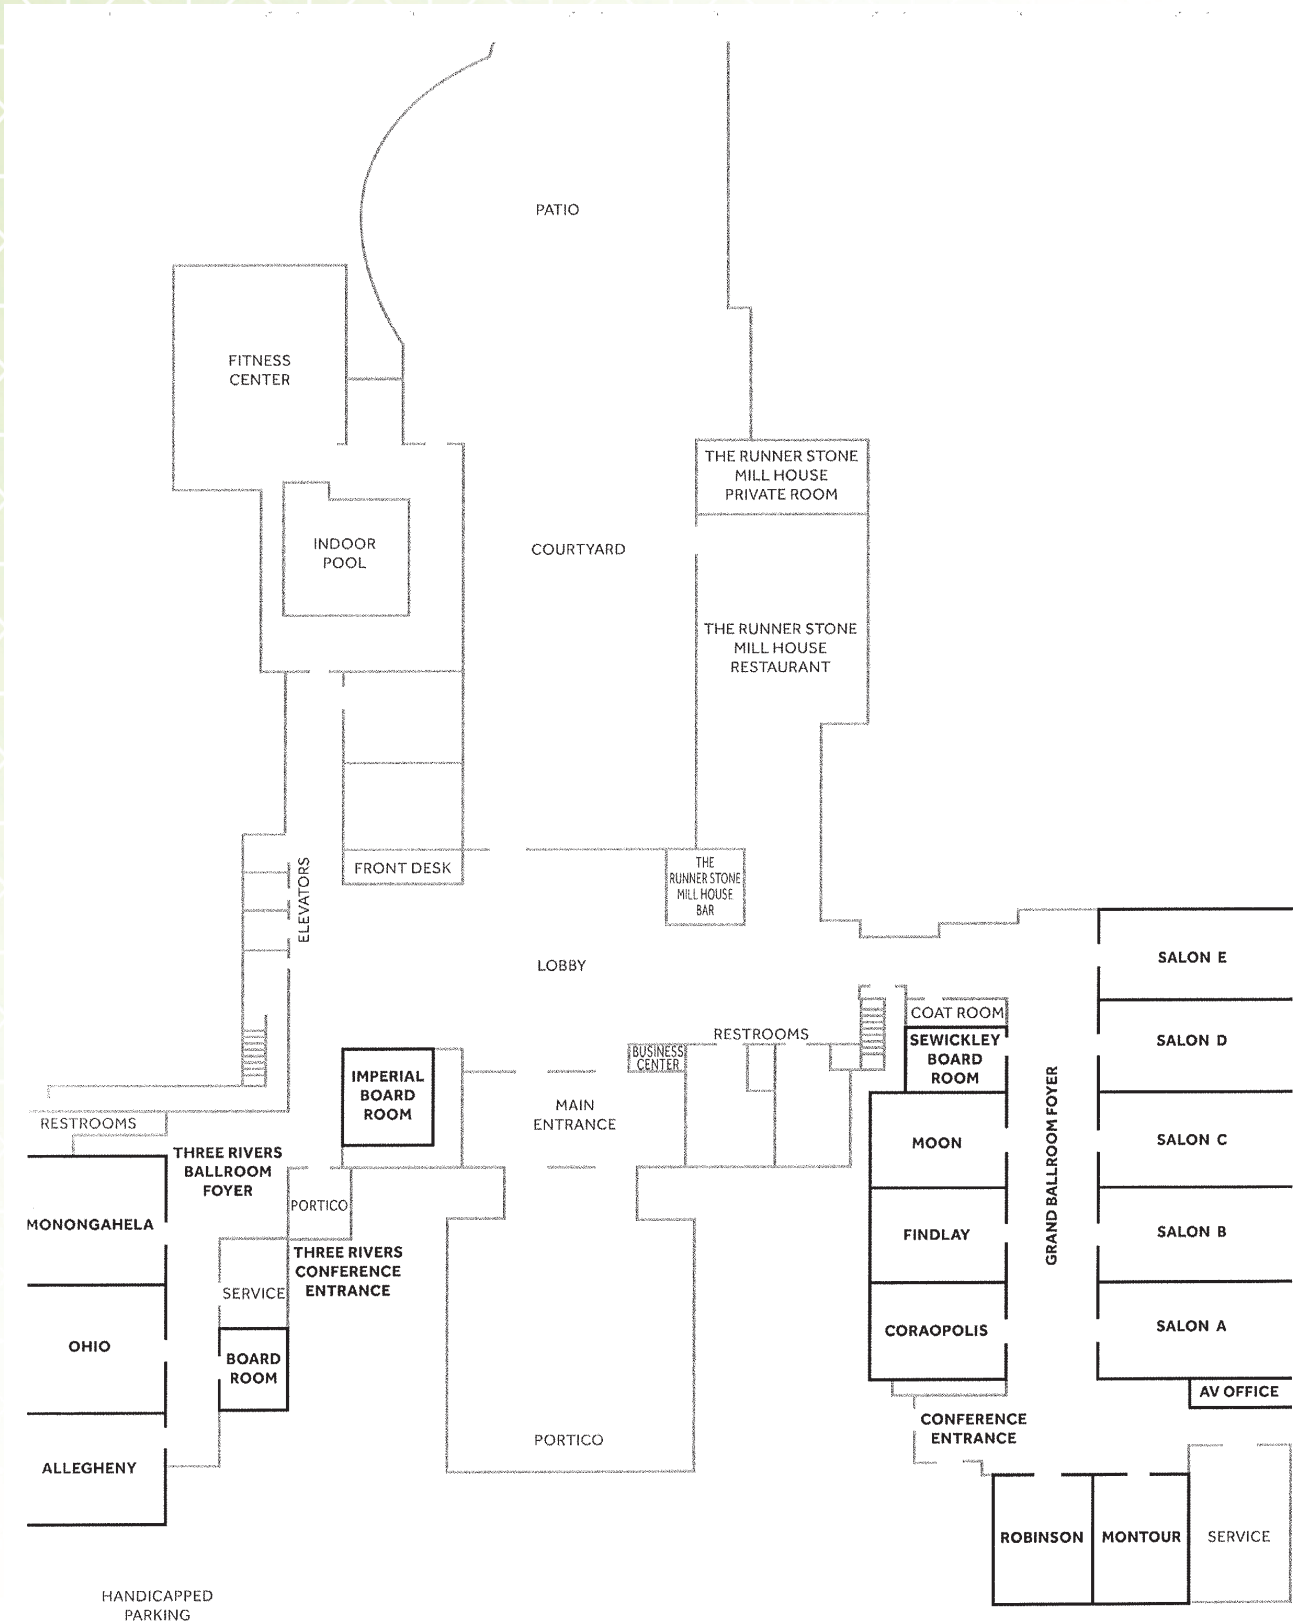 PATIO
FITNESS
CENTER
THE RUNNER STONE
MILL HOUSE
PRIVATE ROOM
INDOOR
POOL
COURTYARD
THE RUNNER STONE
MILL HOUSE
RESTAURANT
FRONT DESK
THE
RUNNER STONE
MILL HOUSE
BAR
ELEVATORS
LOBBY
SALON E
COAT ROOM
RESTROOMS
SEWICKLEY
BOARD
ROOM
SALON D
BUSINESS
CENTER
IMPERIAL
BOARD
ROOM
MAIN
ENTRANCE
RESTROOMS
GRAND BALLROOM FOYER
MOON
SALON C
THREE RIVERS
BALLROOM
FOYER
PORTICO
MONONGAHELA
FINDLAY
SALON B
THREE RIVERS
CONFERENCE
ENTRANCE
SERVICE
OHIO
BOARD
ROOM
CORAOPOLIS
SALON A
AV OFFICE
CONFERENCE
ENTRANCE
PORTICO
ALLEGHENY
ROBINSON
MONTOUR
SERVICE
HANDICAPPED
PARKING